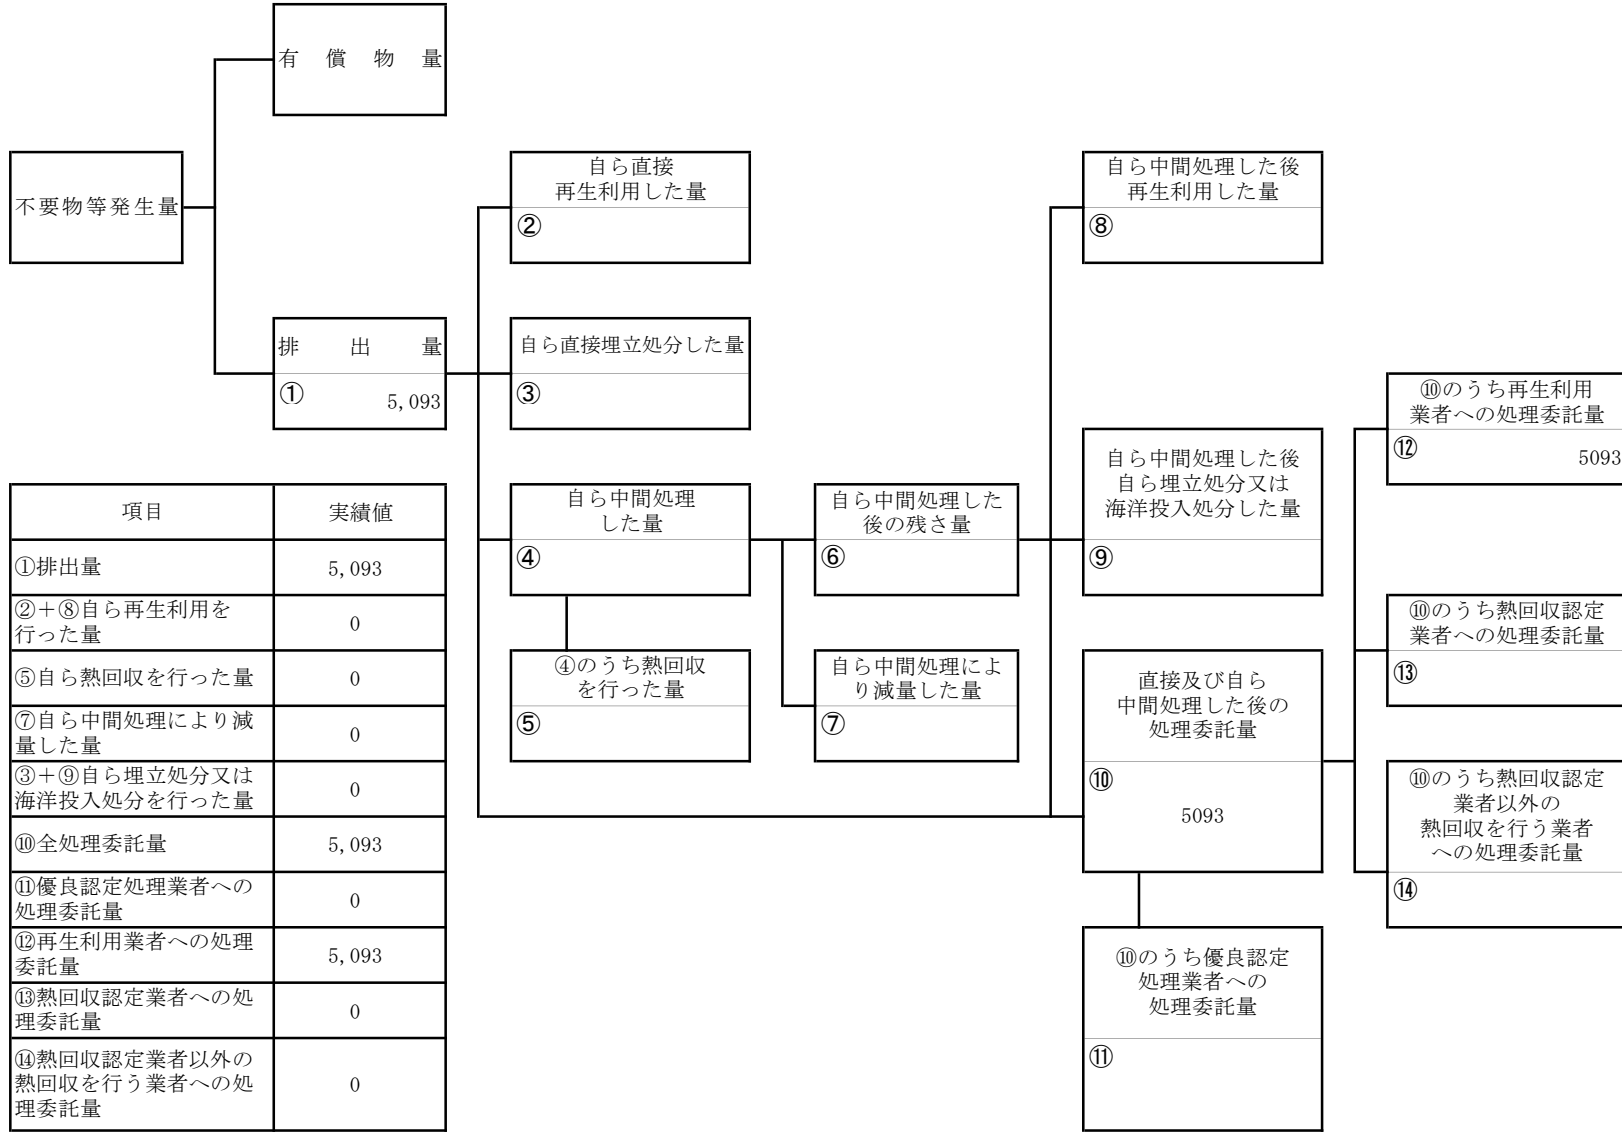 有償物量
不要物等発生量
排出量
① 5,093
自ら直接
再生利用した量
②
自ら直接埋立処分した量
③
自ら中間処理
した量
④
④のうち熱回収
を行った量
⑤
自ら中間処理した
後の残さ量
⑥
自ら中間処理によ
り減量した量
⑦
自ら中間処理した後
再生利用した量
⑧
自ら中間処理した後
自ら埋立処分又は
海洋投入処分した量
⑨
直接及び自ら
中間処理した後の
処理委託量
⑩
5093
⑩のうち優良認定
処理業者への
処理委託量
⑪
⑩のうち再生利用
業者への処理委託量
⑫ 5093
⑩のうち熱回収認定
業者への処理委託量
⑬
⑩のうち熱回収認定
業者以外の
熱回収を行う業者
への処理委託量
⑭
項目 実績値
①排出量 5,093
②+⑧自ら再生利用を
行った量 0
⑤自ら熱回収を行った量 0
⑦自ら中間処理により減
量した量 0
③+⑨自ら埋立処分又は
海洋投入処分を行った量 0
⑩全処理委託量 5,093
⑪優良認定処理業者への
処理委託量 0
⑫再生利用業者への処理
委託量 5,093
⑬熱回収認定業者への処
理委託量 0
⑭熱回収認定業者以外の
熱回収を行う業者への処
理委託量 0